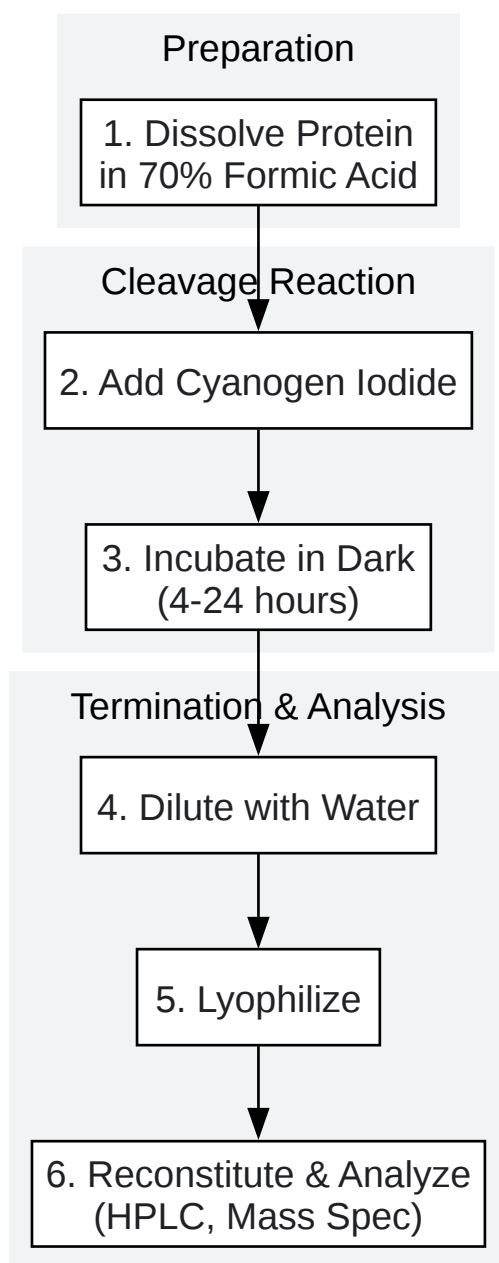 Preparation
1. Dissolve Protein
in 70% Formic Acid
Cleavage Reaction
2. Add Cyanogen Iodide
3. Incubate in Dark
(4-24 hours)
Termination & Analysis
4. Dilute with Water
5. Lyophilize
6. Reconstitute & Analyze
(HPLC, Mass Spec)